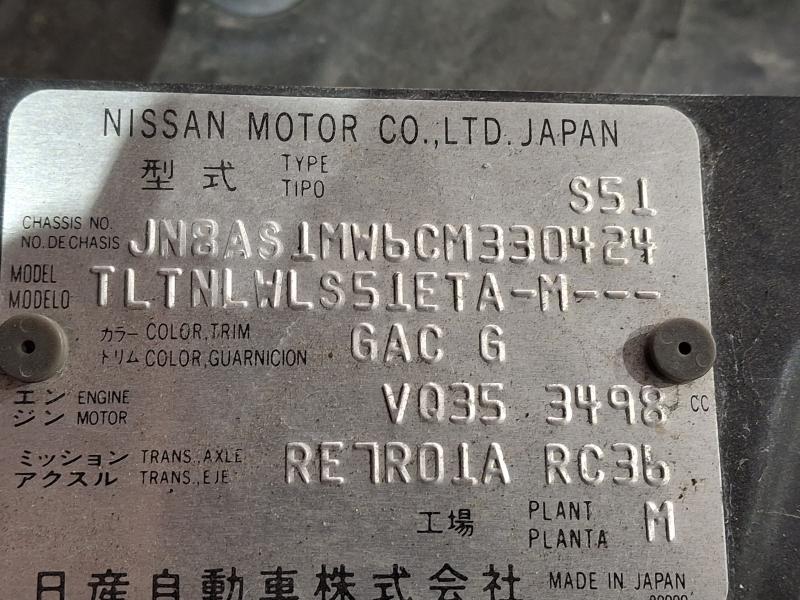 NISSAN MOTOR CO.,LTD. JAPAN
型式 TYPE TIPO S51
CHASSIS NO. NO. DE CHASIS JN8AS1MW6CM330424
MODEL MODELO TLTNLWLS51ETA-M---
カラー COLOR,TRIM
トリム COLOR,GUARNICION GAC G
エンジン ENGINE MOTOR VQ35 3498 CC
ミッション TRANS.,AXLE
アクスル TRANS.,EJE RE7R01A RC36
工場 PLANT PLANTA M
日産自動車株式会社 MADE IN JAPAN